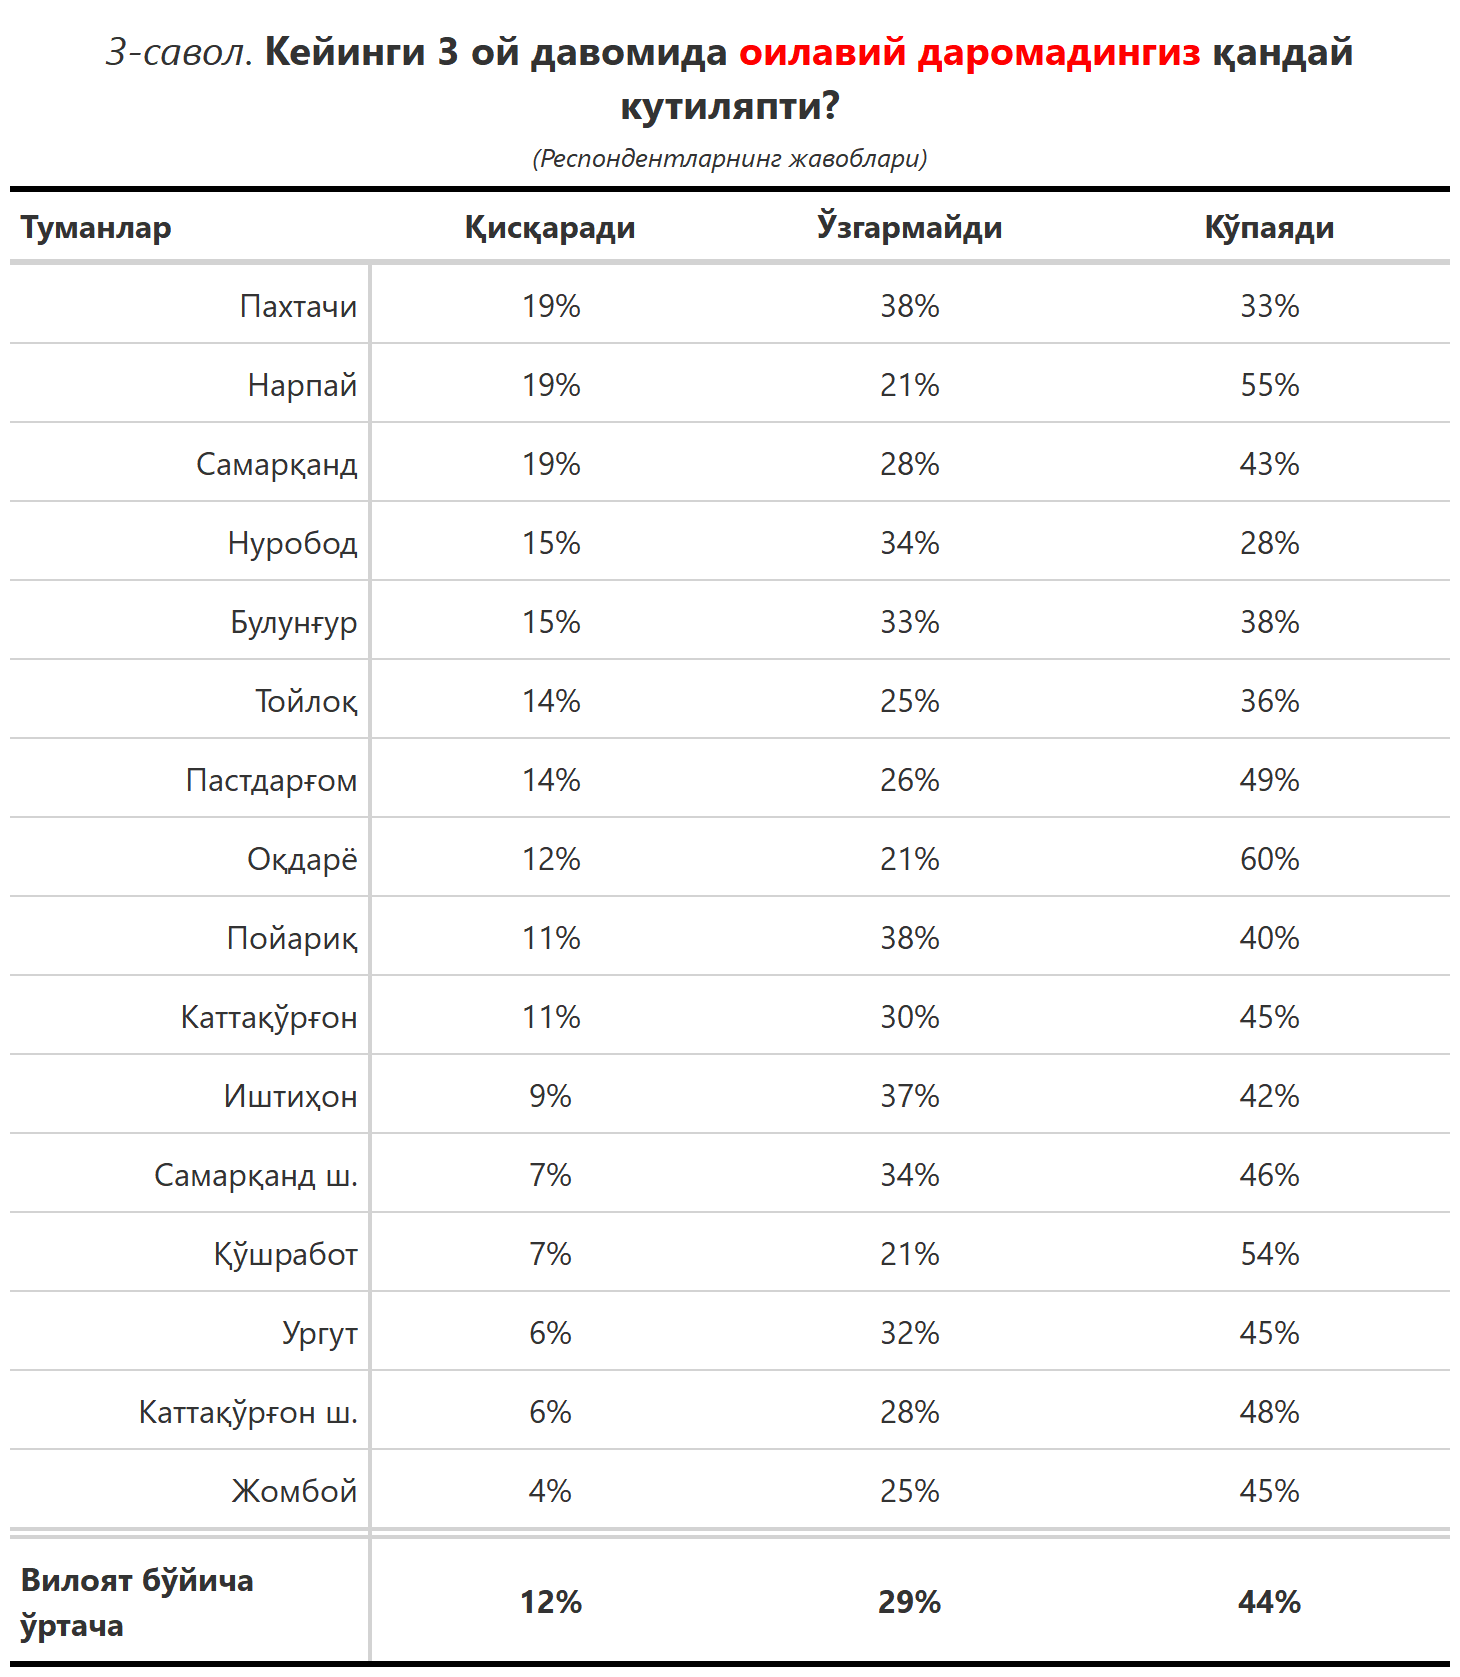 3-савол. Кейинги 3 ой давомида оилавий даромадингиз қандай
кутиляпти?
(Респондентларнинг жавоблари)
Туманлар Қисқаради Ўзгармайди Кўпаяди
Пахтачи 19% 38% 33%
Нарпай 19% 21% 55%
Самарқанд 19% 28% 43%
Нуробод 15% 34% 28%
Булунғур 15% 33% 38%
Тойлоқ 14% 25% 36%
Пастдарғом 14% 26% 49%
Оқдарё 12% 21% 60%
Пойариқ 11% 38% 40%
Каттақўрғон 11% 30% 45%
Иштиҳон 9% 37% 42%
Самарқанд ш. 7% 34% 46%
Қўшработ 7% 21% 54%
Ургут 6% 32% 45%
Каттақўрғон ш. 6% 28% 48%
Жомбой 4% 25% 45%
Вилоят бўйича
ўртача 12% 29% 44%